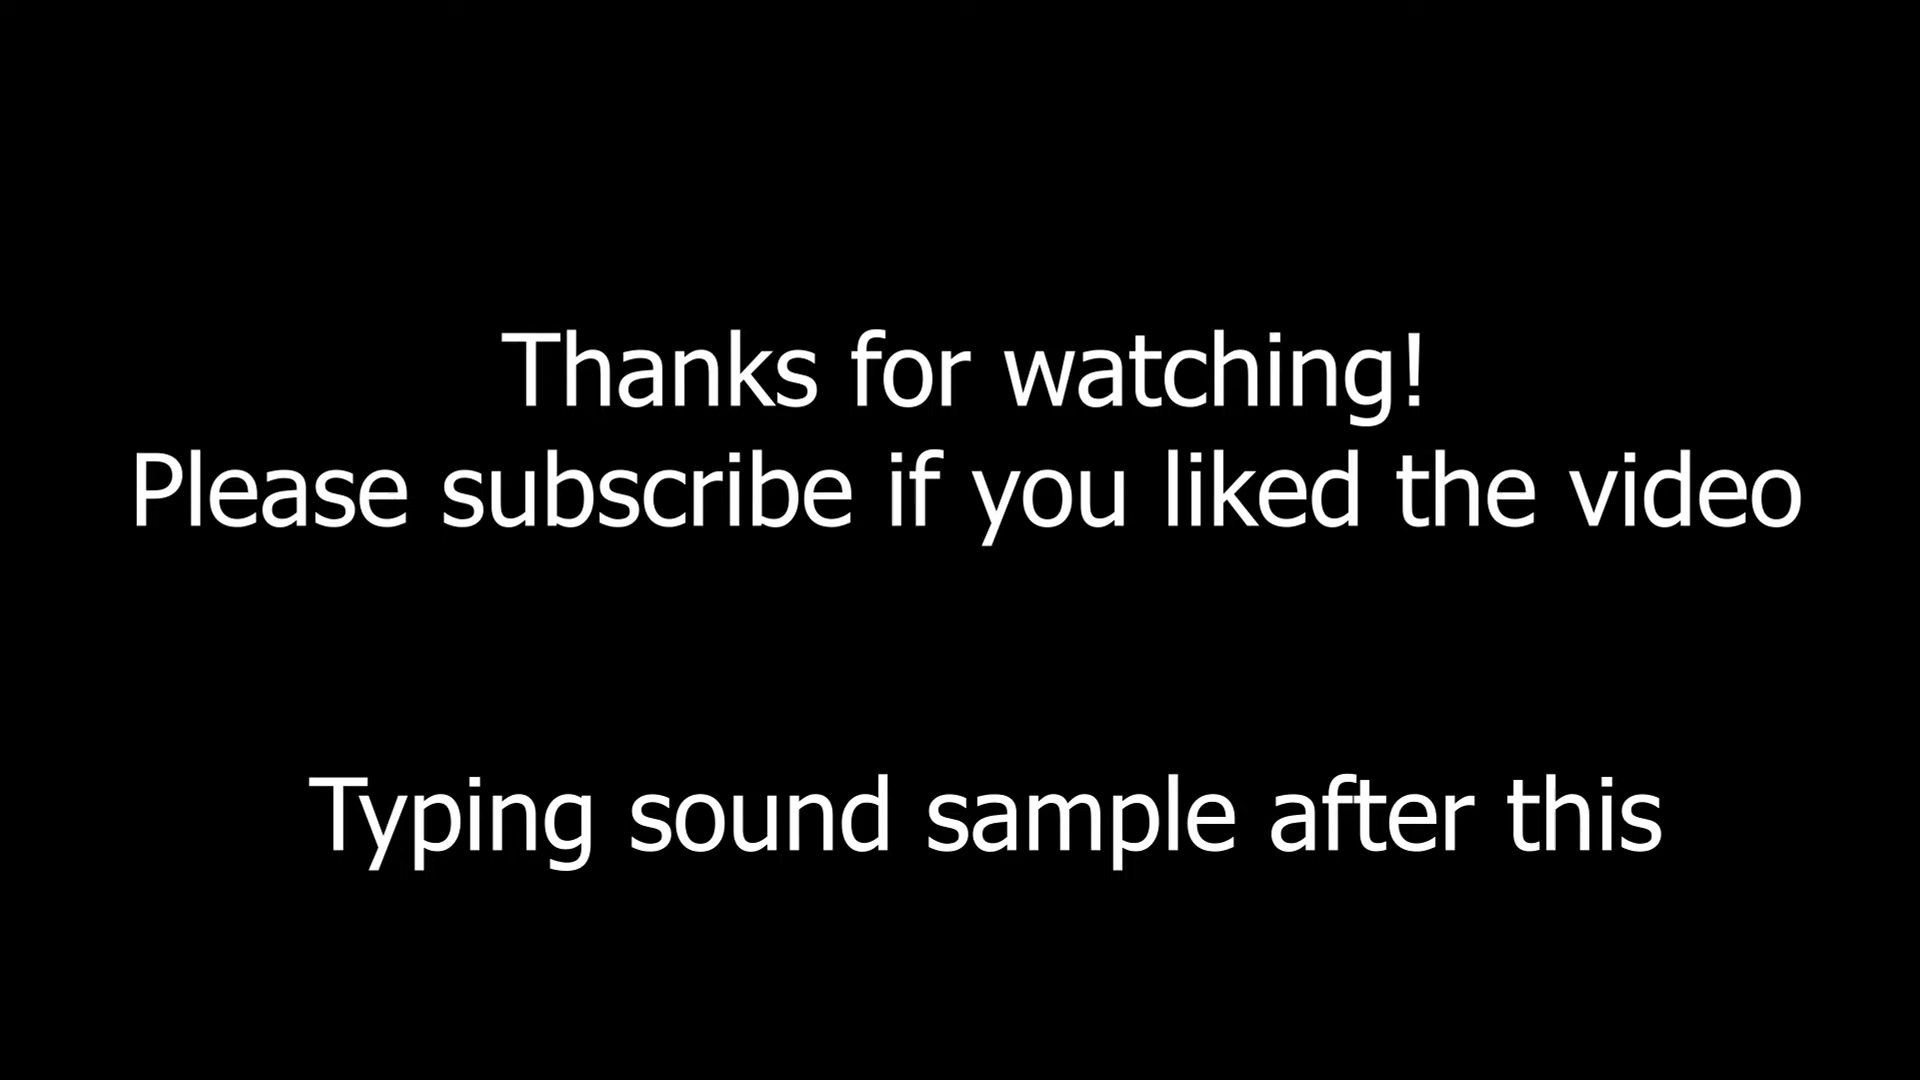 Thanks for watching!
Please subscribe if you liked the video
Typing sound sample after this